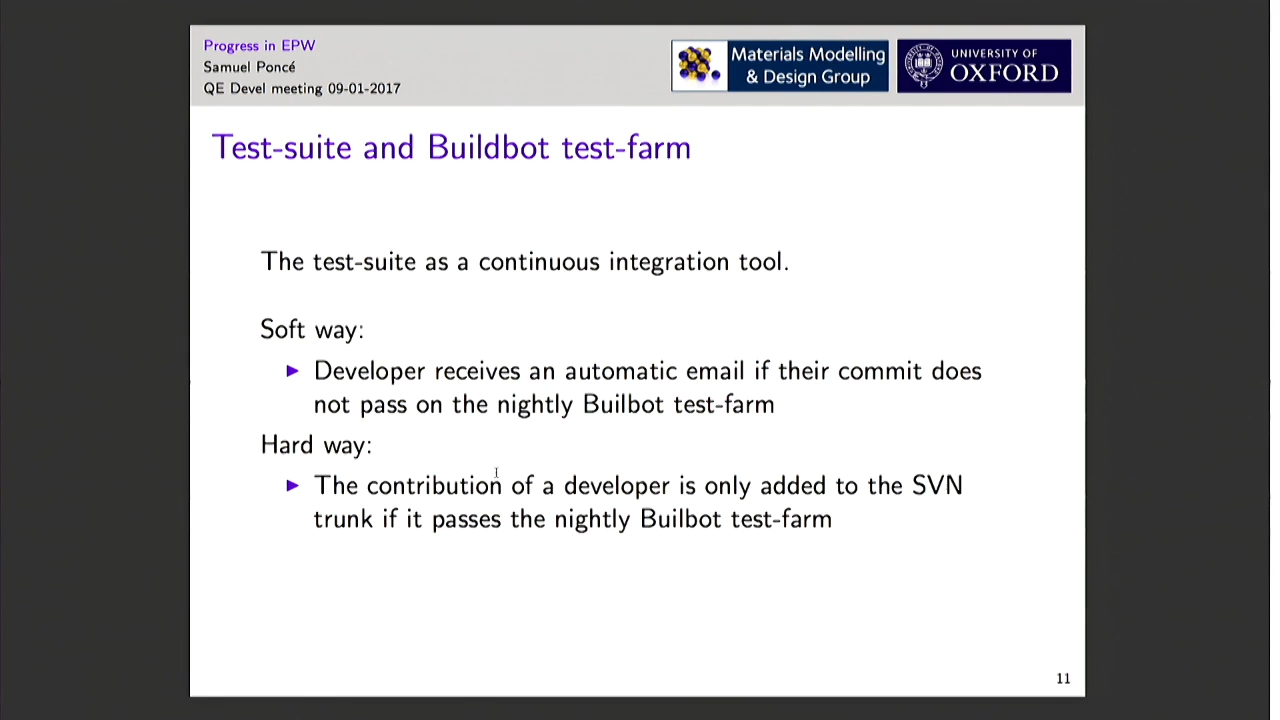 Progress in EPW
Samuel Poncé
QE Devel meeting 09-01-2017
Materials Modelling
& Design Group
UNIVERSITY OF
OXFORD
Test-suite and Buildbot test-farm
The test-suite as a continuous integration tool.
Soft way:
Developer receives an automatic email if their commit does
not pass on the nightly Builbot test-farm
Hard way:
The contribution of a developer is only added to the SVN
trunk if it passes the nightly Builbot test-farm
11